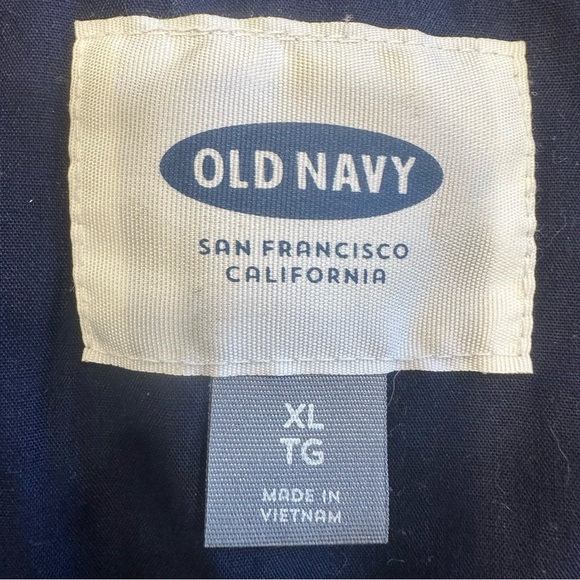 OLD NAVY
SAN FRANCISCO
CALIFORNIA
XL
TG
MADE IN
VIETNAM